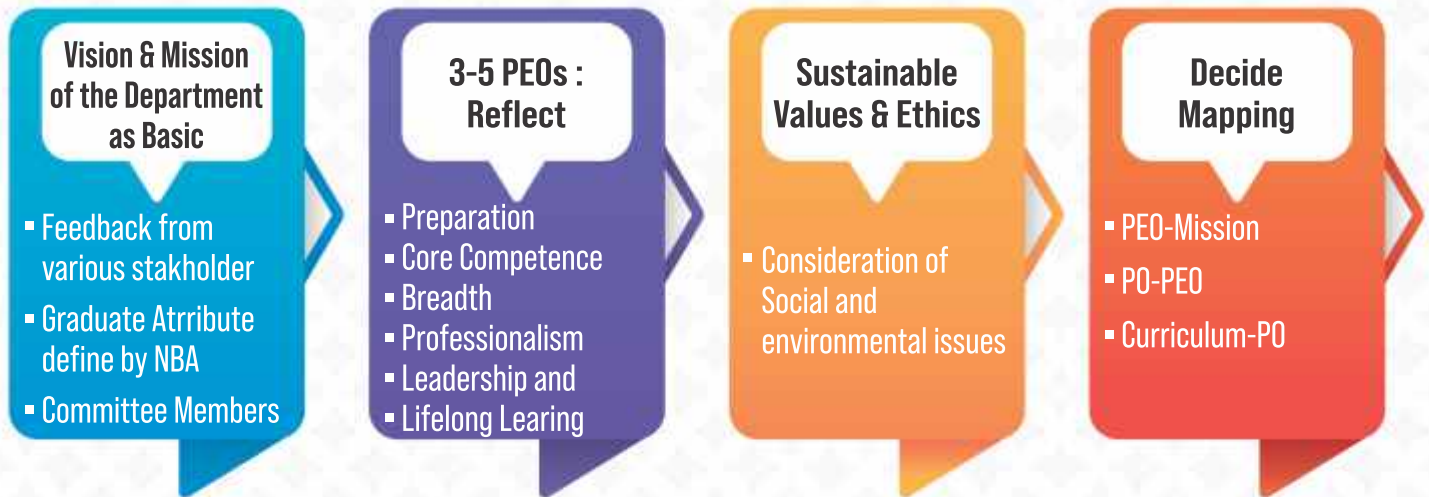 Vision & Mission
of the Department
as Basic
▪ Feedback from
various stakholder
▪ Graduate Atrribute
define by NBA
▪ Committee Members
3-5 PEOs :
Reflect
▪ Preparation
▪ Core Competence
▪ Breadth
▪ Professionalism
▪ Leadership and
▪ Lifelong Learing
Sustainable
Values & Ethics
▪ Consideration of
Social and
environmental issues
Decide
Mapping
▪ PEO-Mission
▪ PO-PEO
▪ Curriculum-PO